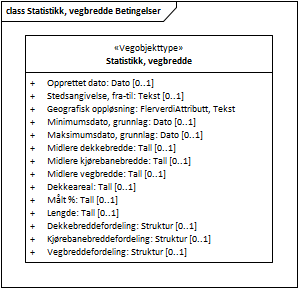 class Statistikk, vegbredde Betingelser
«Vegobjekttype»
Statistikk, vegbredde
+ Opprettet dato: Dato [0..1]
+ Stedsangivelse, fra-til: Tekst [0..1]
+ Geografisk oppløsning: FlerverdiAttributt, Tekst
+ Minimumsdato, grunnlag: Dato [0..1]
+ Maksimumsdato, grunnlag: Dato [0..1]
+ Midlere dekkebredde: Tall [0..1]
+ Midlere kjørebanebredde: Tall [0..1]
+ Midlere vegbredde: Tall [0..1]
+ Dekkeareal: Tall [0..1]
+ Målt %: Tall [0..1]
+ Lengde: Tall [0..1]
+ Dekkebreddefordeling: Struktur [0..1]
+ Kjørebanebreddefordeling: Struktur [0..1]
+ Vegbreddefordeling: Struktur [0..1]